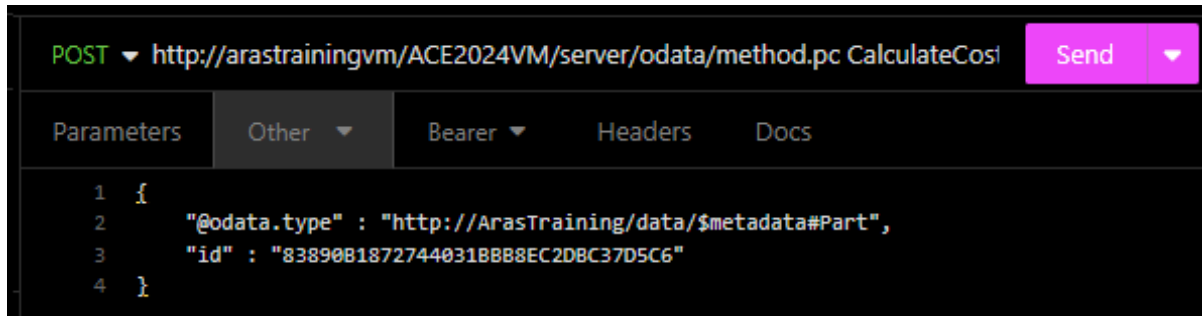 POST http://arastrainingvm/ACE2024VM/server/odata/method.pc CalculateCost Send
Parameters Other Bearer Headers Docs
1 {
2 "@odata.type" : "http://ArasTraining/data/$metadata#Part",
3 "id" : "83890B1872744031BBB8EC2DBC37D5C6"
4 }